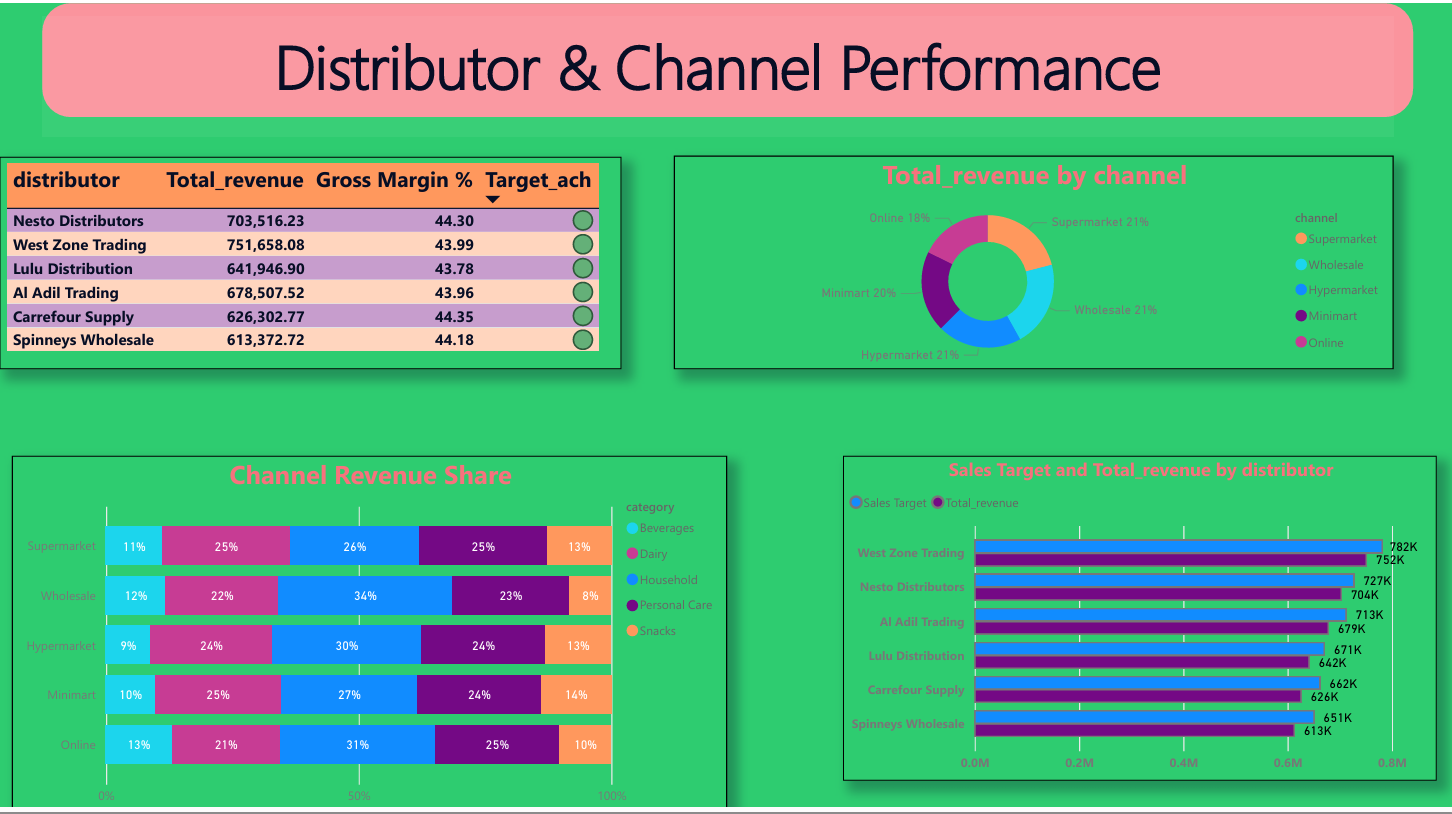 Distributor & Channel Performance
distributor Total_revenue Gross Margin % Target_ach
Nesto Distributors 703,516.23 44.30
West Zone Trading 751,658.08 43.99
Lulu Distribution 641,946.90 43.78
Al Adil Trading 678,507.52 43.96
Carrefour Supply 626,302.77 44.35
Spinneys Wholesale 613,372.72 44.18
Total_revenue by channel
Online 18%
Supermarket 21%
Minimart 20%
Wholesale 21%
Hypermarket 21%
channel
Supermarket
Wholesale
Hypermarket
Minimart
Online
Channel Revenue Share
Supermarket 11% 25% 26% 25% 13%
Wholesale 12% 22% 34% 23% 8%
Hypermarket 9% 24% 30% 24% 13%
Minimart 10% 25% 27% 24% 14%
Online 13% 21% 31% 25% 10%
0% 50% 100%
category
Beverages
Dairy
Household
Personal Care
Snacks
Sales Target and Total_revenue by distributor
Sales Target Total_revenue
West Zone Trading 782K
752K
Nesto Distributors 727K
704K
Al Adil Trading 713K
679K
Lulu Distribution 671K
642K
Carrefour Supply 662K
626K
Spinneys Wholesale 651K
613K
0.0M 0.2M 0.4M 0.6M 0.8M